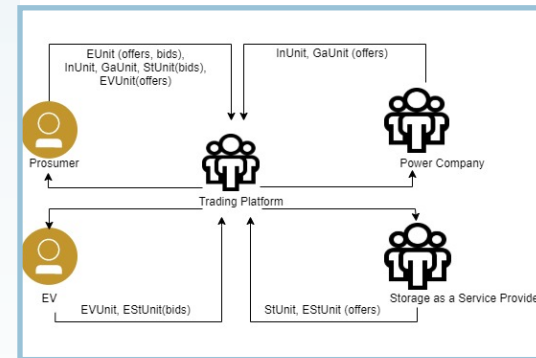 EUnit (offers, bids),
InUnit, GaUnit, StUnit(bids),
EVUnit(offers)
InUnit, GaUnit (offers)
Prosumer
Power Company
Trading Platform
EV
Storage as a Service Provide
EVUnit, EStUnit(bids)
StUnit, EStUnit (offers)